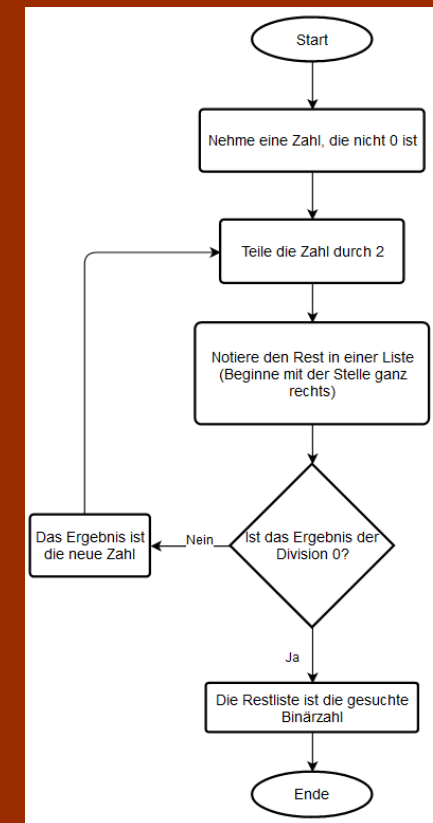 Start
Nehme eine Zahl, die nicht 0 ist
Teile die Zahl durch 2
Notiere den Rest in einer Liste
(Beginne mit der Stelle ganz
rechts)
Ist das Ergebnis der
Division 0?
Nein
Das Ergebnis ist
die neue Zahl
Ja
Die Restliste ist die gesuchte
Binärzahl
Ende